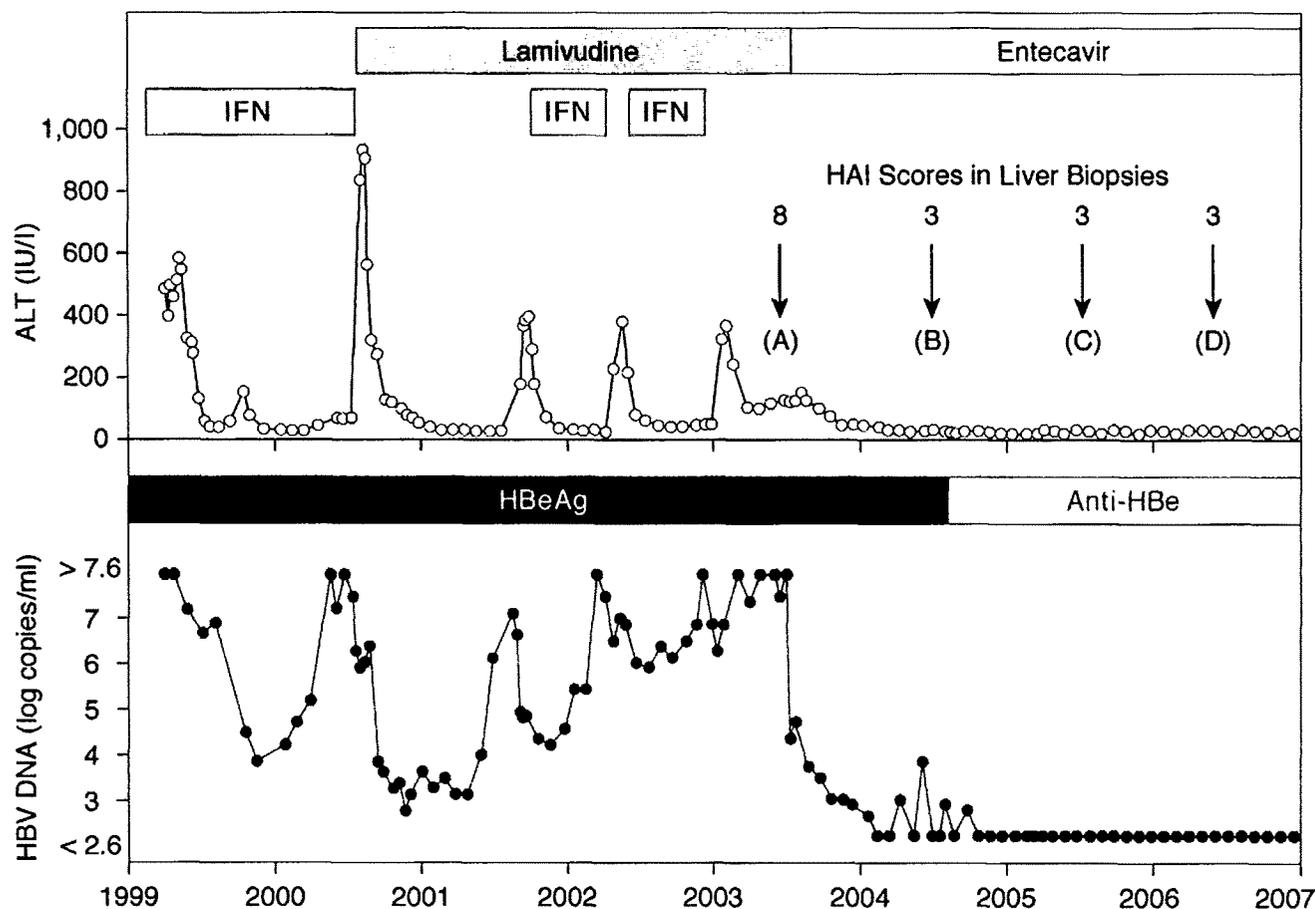 Lamivudine Entecavir
IFN IFN IFN
1,000
800
600
400
200
0
ALT (IU/l)
HAI Scores in Liver Biopsies
8 3 3 3
(A) (B) (C) (D)
HBeAg Anti-HBe
> 7.6
7
6
5
4
3
< 2.6
HBV DNA (log copies/ml)
1999 2000 2001 2002 2003 2004 2005 2006 2007